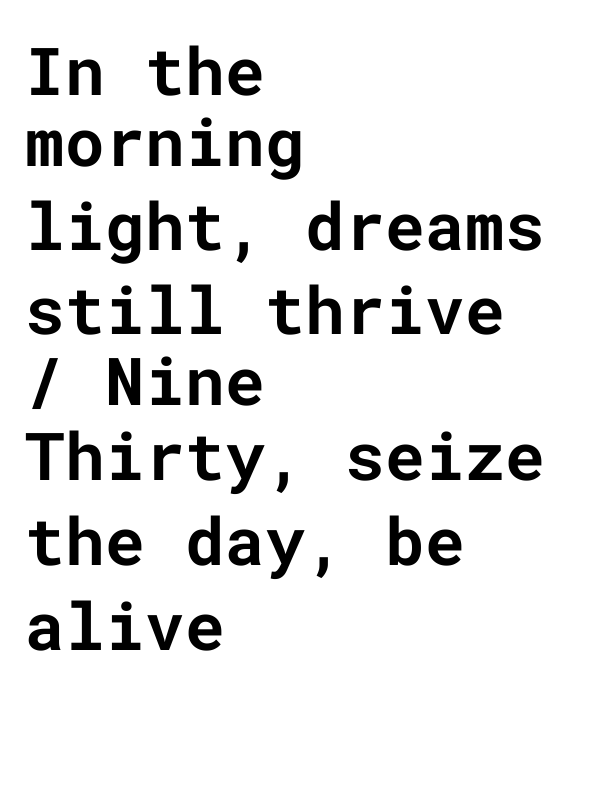 In the
morning
light, dreams
still thrive
/ Nine
Thirty, seize
the day, be
alive